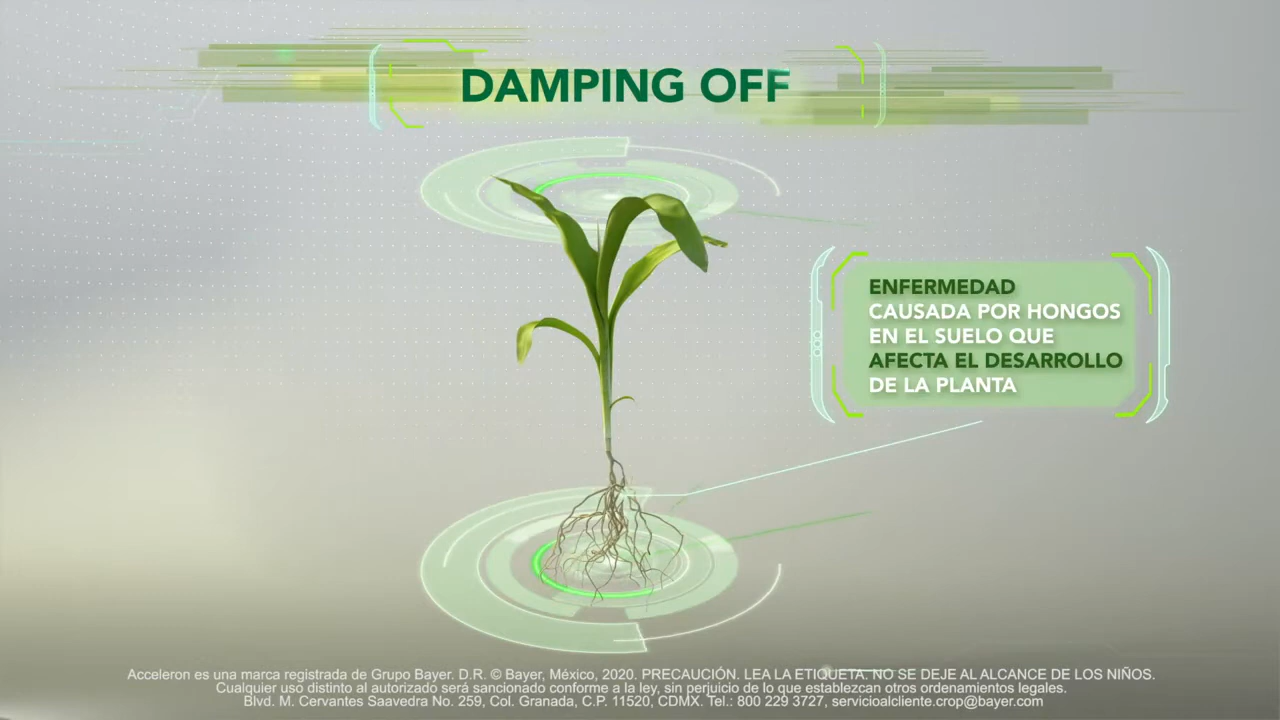 DAMPING OFF
ENFERMEDAD
CAUSADA POR HONGOS
EN EL SUELO QUE
AFECTA EL DESARROLLO
DE LA PLANTA
Acceleron es una marca registrada de Grupo Bayer. D.R. © Bayer, México, 2020. PRECAUCIÓN. LEA LA ETIQUETA. NO SE DEJE AL ALCANCE DE LOS NIÑOS.
Cualquier uso distinto al autorizado será sancionado conforme a la ley, sin perjuicio de lo que establezcan otros ordenamientos legales.
Blvd. M. Cervantes Saavedra No. 259, Col. Granada, C.P. 11520, CDMX. Tel.: 800 229 3727, servicioalcliente.crop@bayer.com